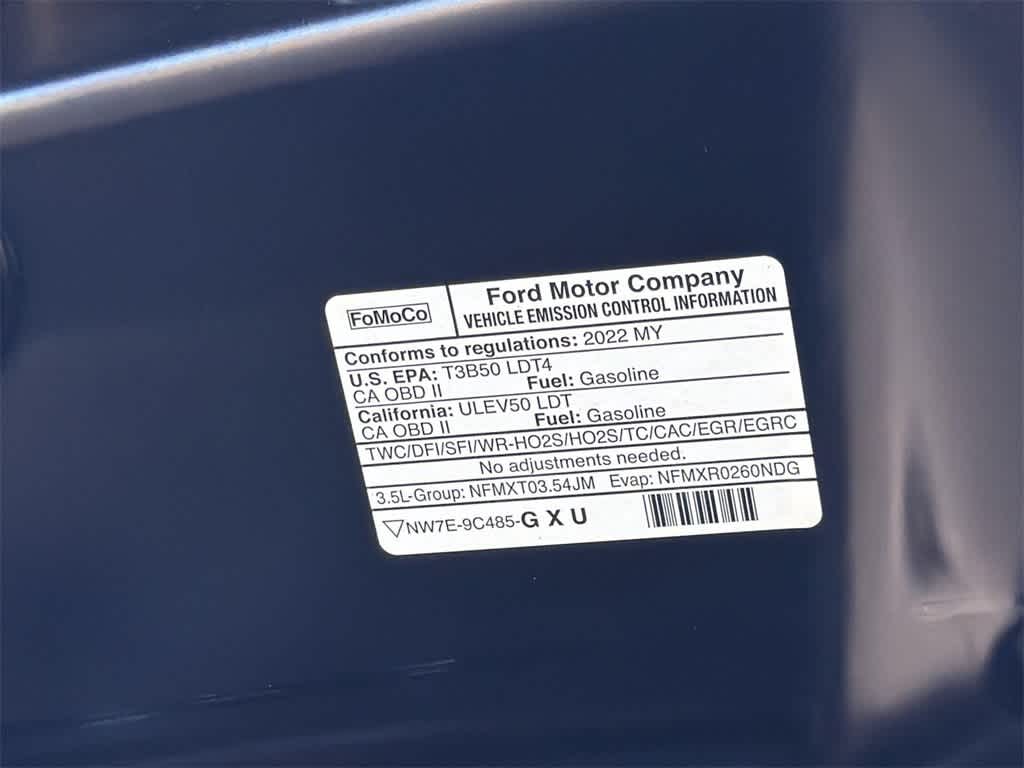 FoMoCo
Ford Motor Company
VEHICLE EMISSION CONTROL INFORMATION
Conforms to regulations: 2022 MY
U.S. EPA: T3B50 LDT4
CA OBD II Fuel: Gasoline
California: ULEV50 LDT
CA OBD II Fuel: Gasoline
TWC/DFI/SFI/WR-HO2S/HO2S/TC/CAC/EGR/EGRC
No adjustments needed.
3.5L-Group: NFMXT03.54JM Evap: NFMXR0260NDG
NW7E-9C485-G X U